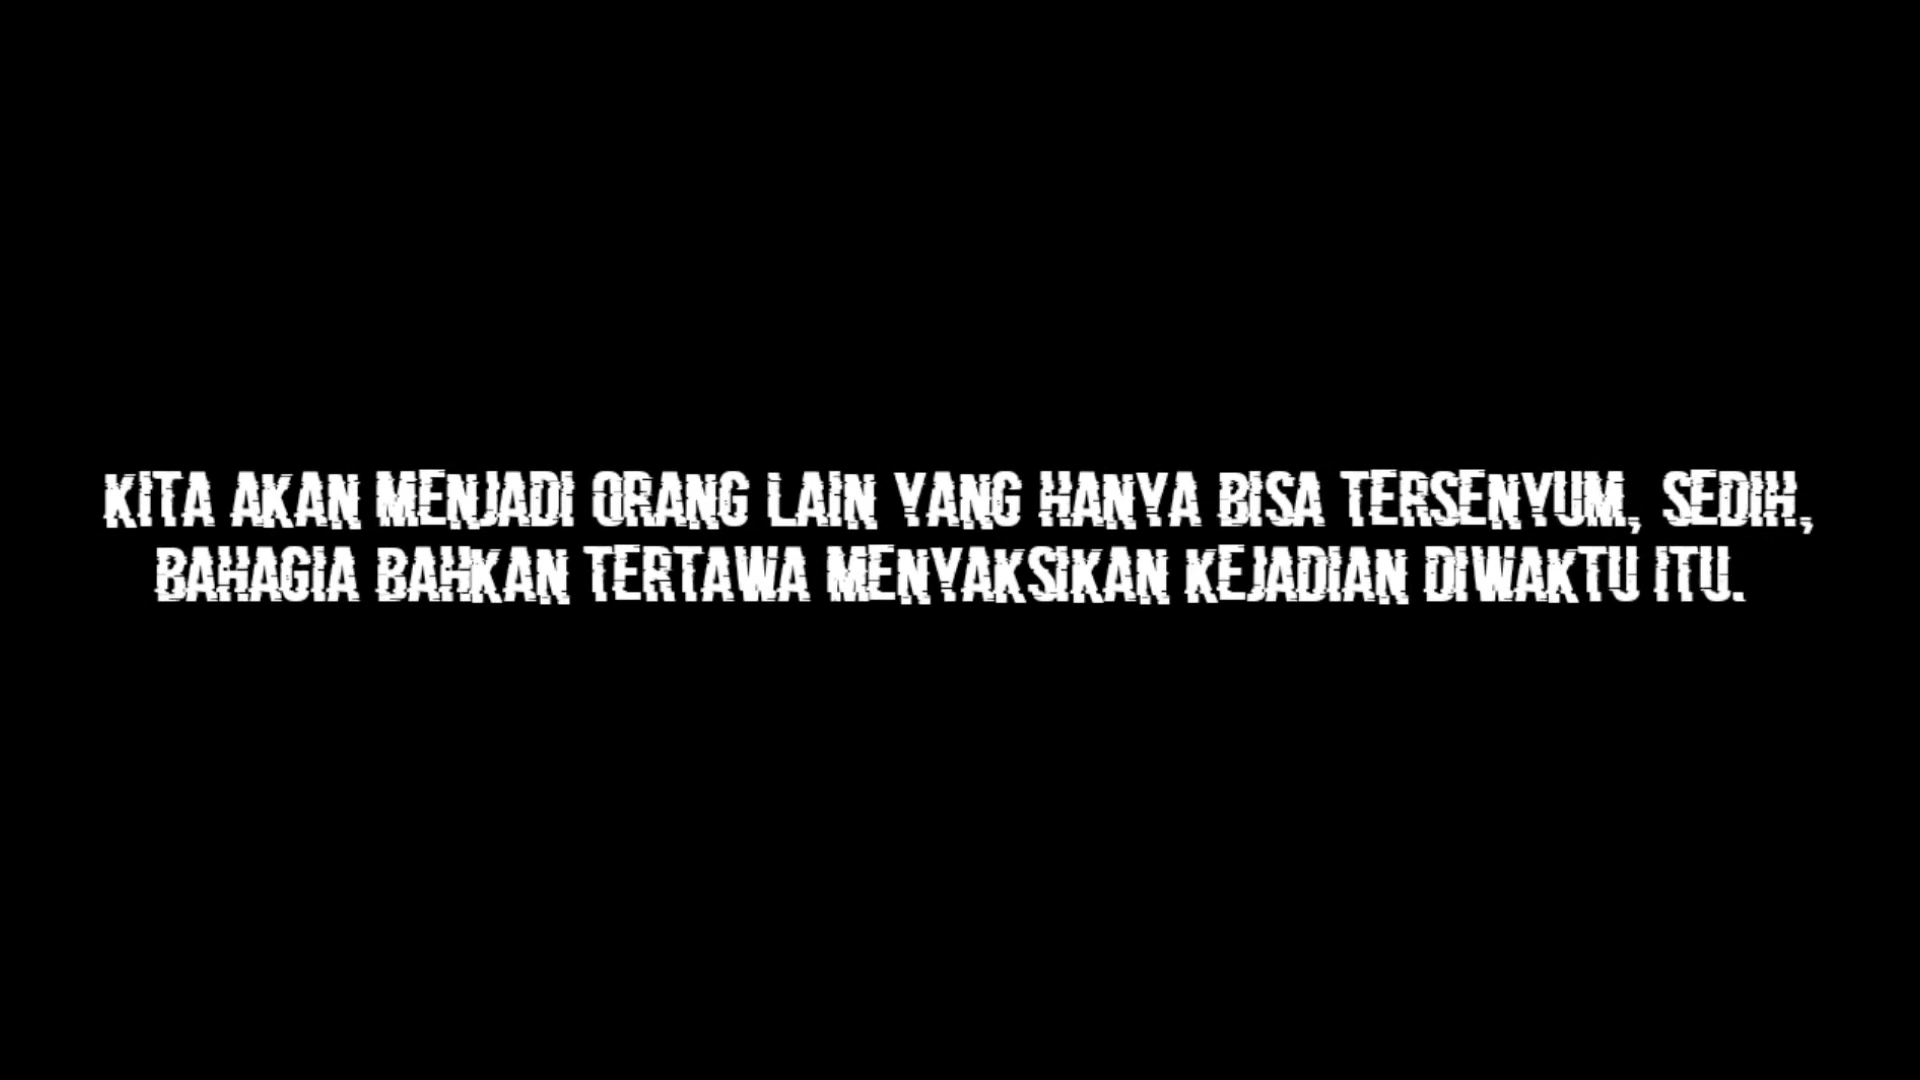 KITA AKAN MENJADI ORANG LAIN YANG HANYA BISA TERSENYUM, SEDIH,
BAHAGIA BAHKAN TERTAWA MENYAKSIKAN KEJADIAN DIWAKTU ITU.